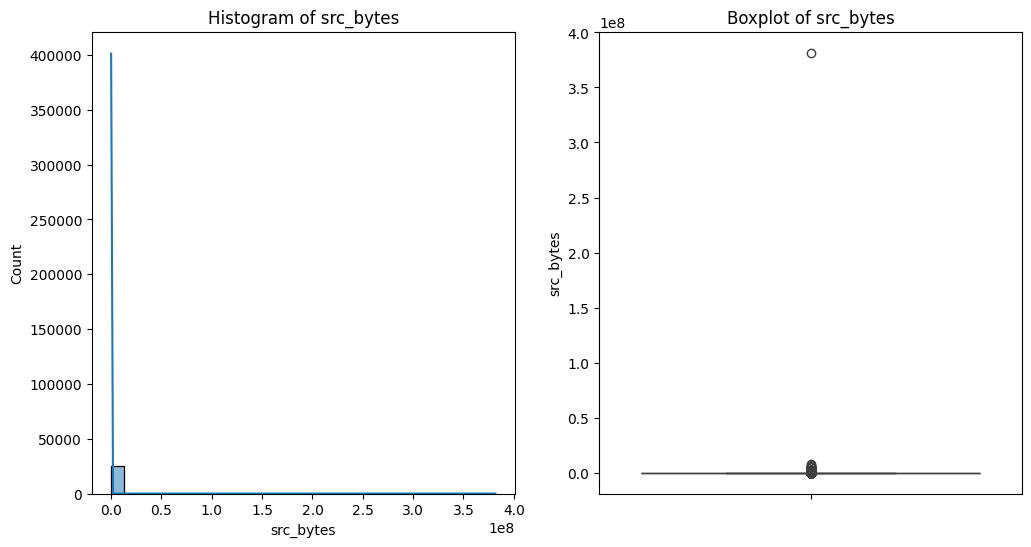 Histogram of src_bytes
Count
400000
350000
300000
250000
200000
150000
100000
50000
0
0.0 0.5 1.0 1.5 2.0 2.5 3.0 3.5 4.0
1e8
src_bytes
Boxplot of src_bytes
1e8
src_bytes
4.0
3.5
3.0
2.5
2.0
1.5
1.0
0.5
0.0